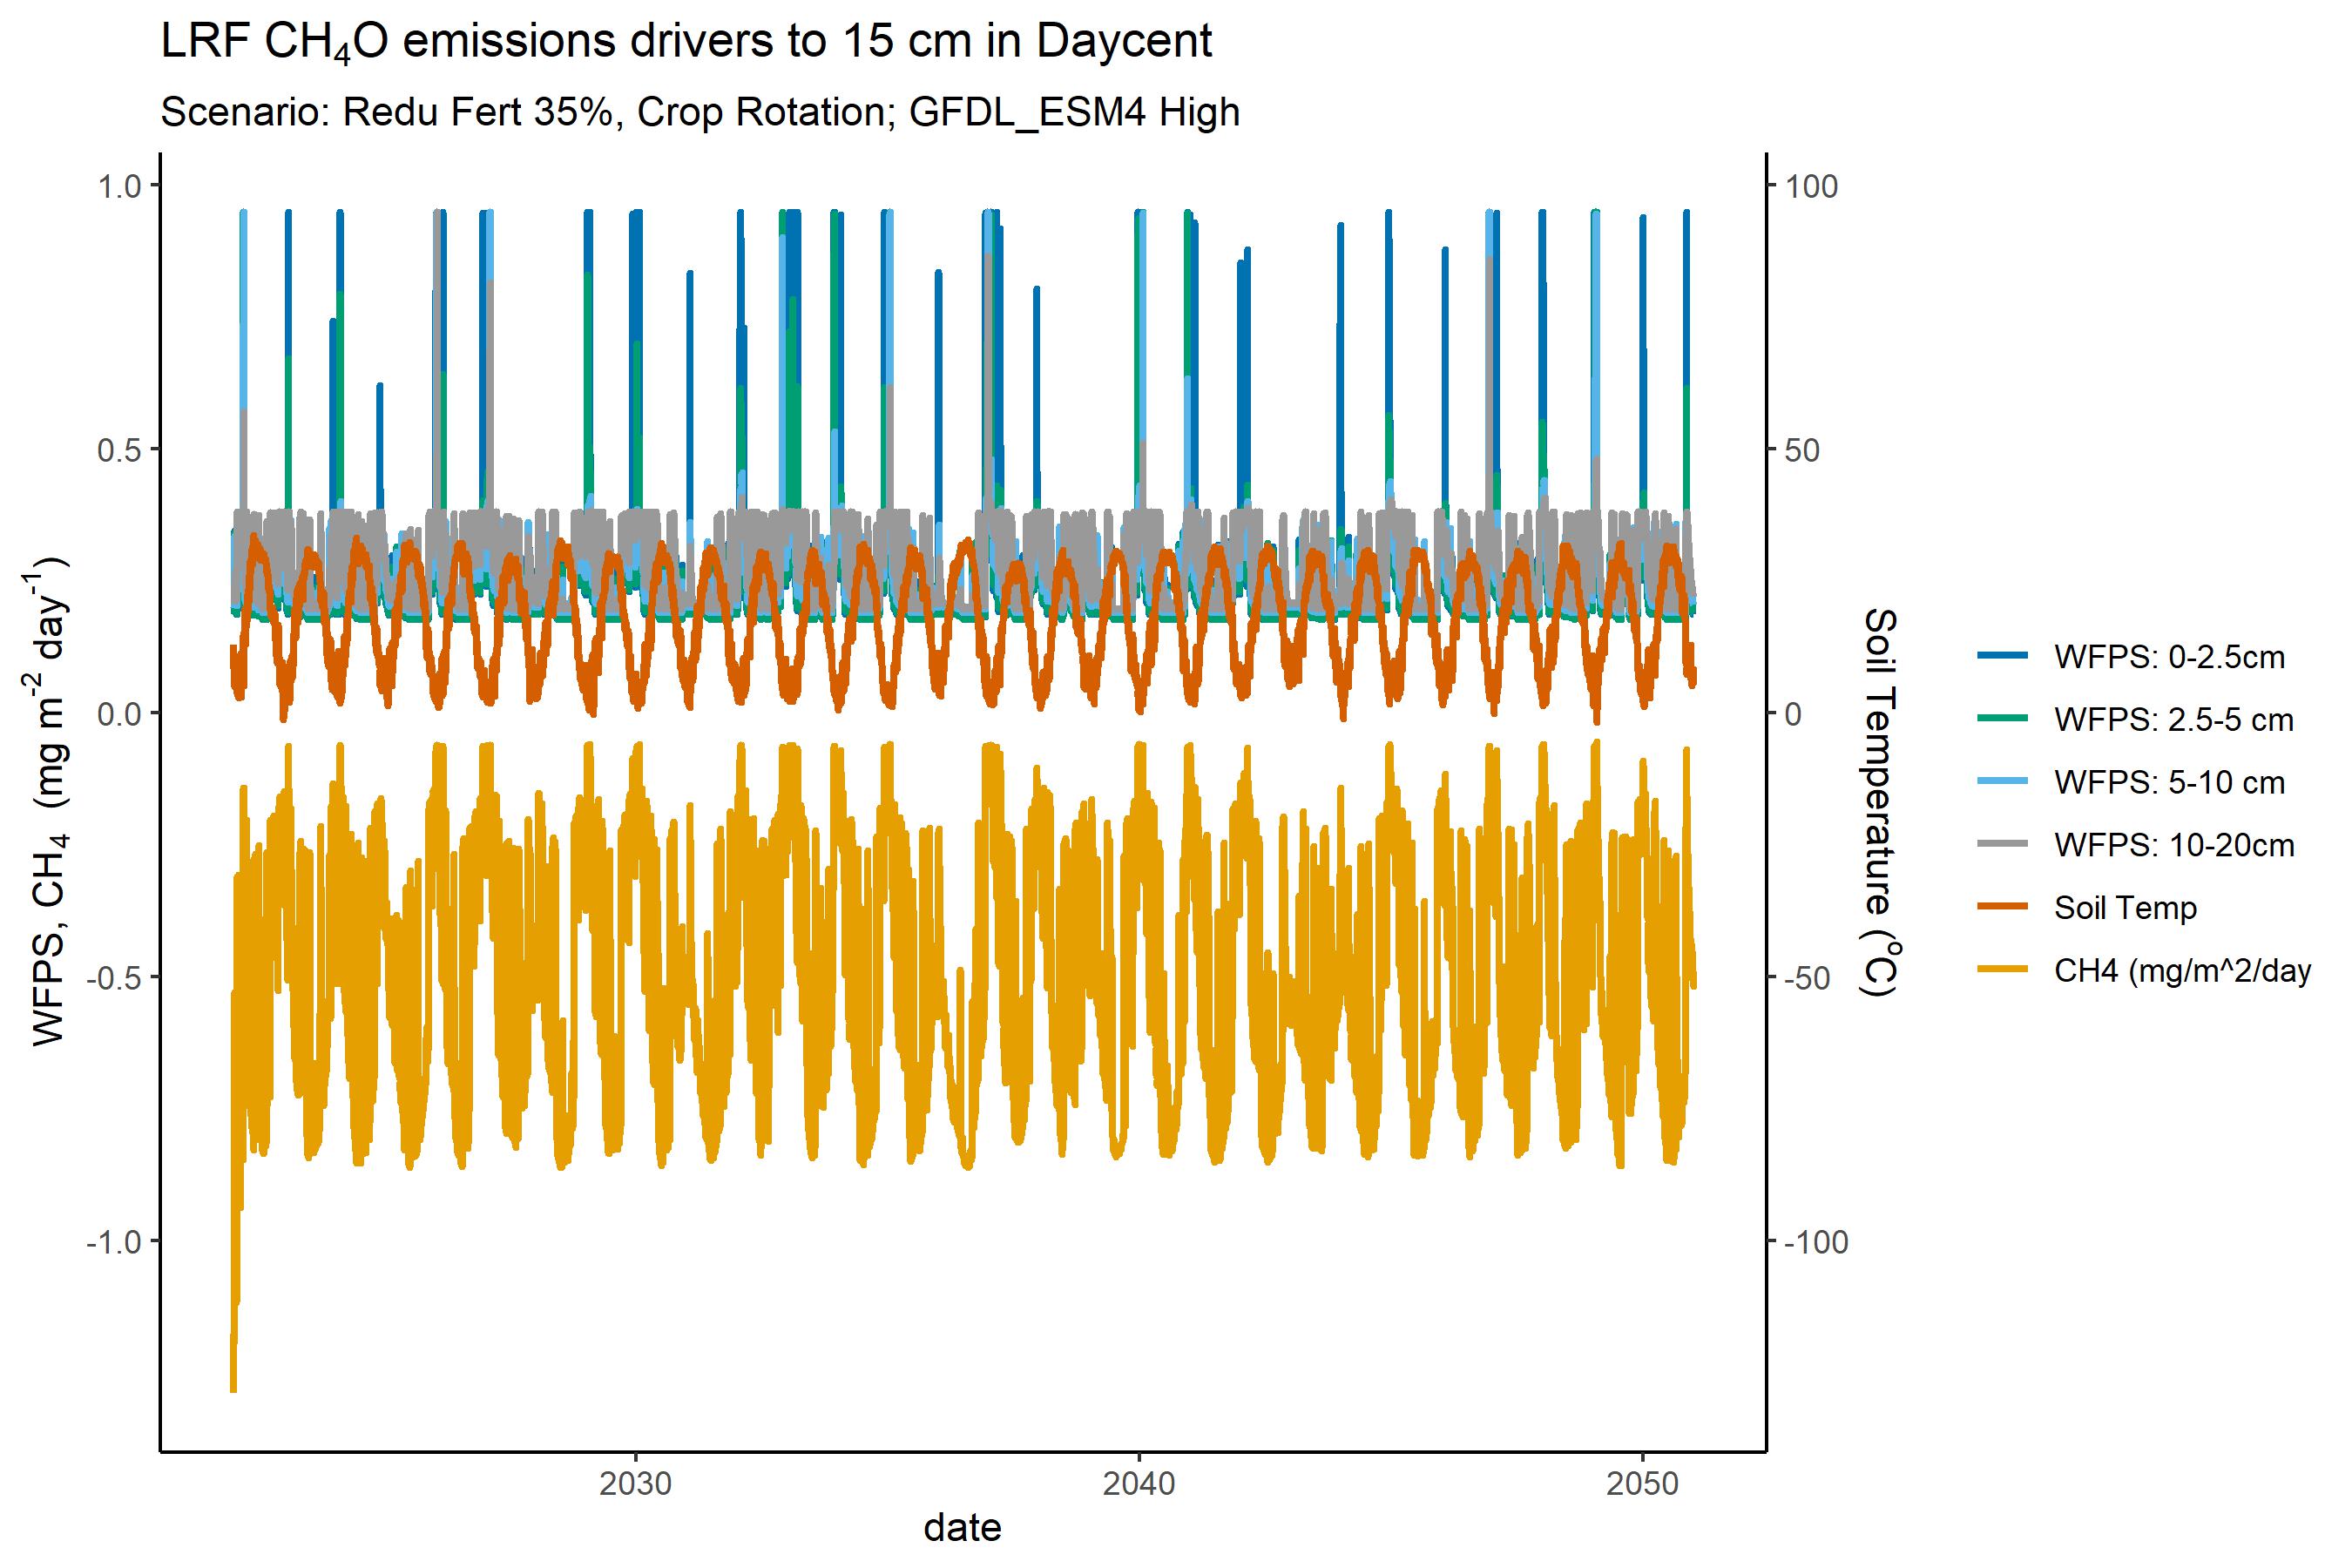 LRF CH₄O emissions drivers to 15 cm in Daycent
Scenario: Redu Fert 35%, Crop Rotation; GFDL_ESM4 High
WFPS, CH₄ (mg m⁻² day⁻¹)
1.0
0.5
0.0
-0.5
-1.0
2030
2040
2050
date
100
50
0
-50
-100
Soil Temperature (⁰C)
WFPS: 0-2.5cm
WFPS: 2.5-5 cm
WFPS: 5-10 cm
WFPS: 10-20cm
Soil Temp
CH4 (mg/m^2/day